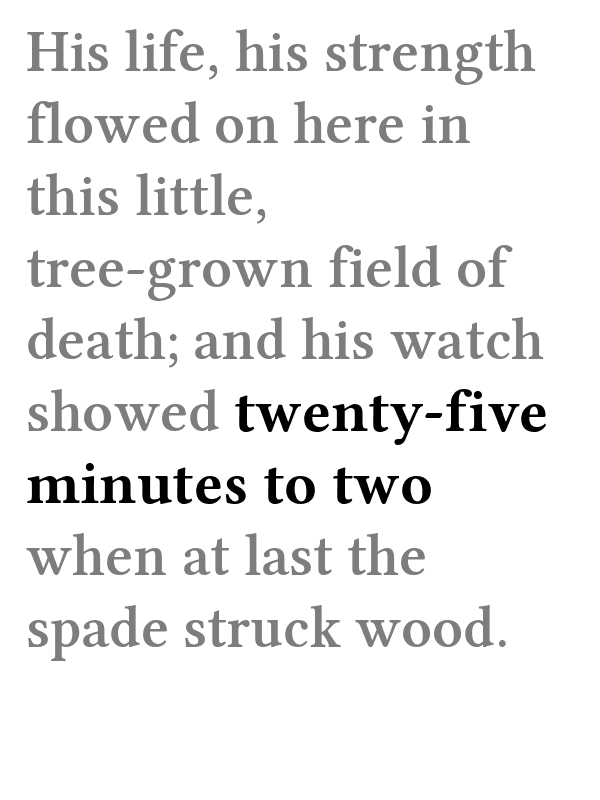 His life, his strength
flowed on here in
this little,
tree-grown field of
death; and his watch
showed twenty-five
minutes to two
when at last the
spade struck wood.